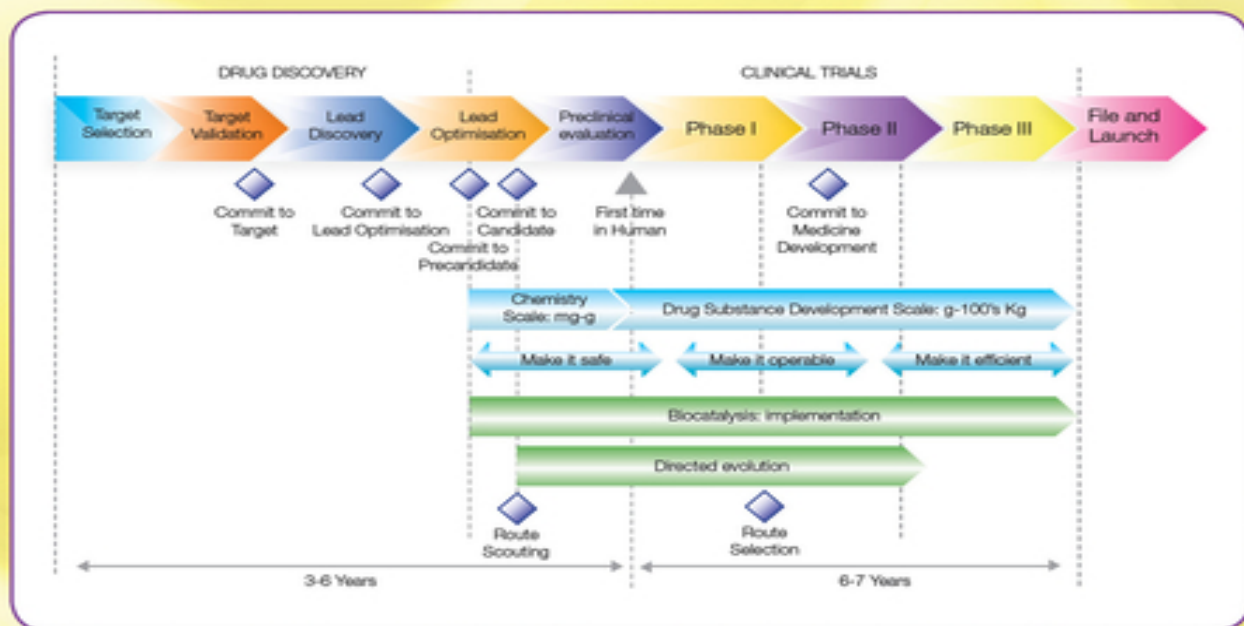 DRUG DISCOVERY
CLINICAL TRIALS
Target
Selection
Target
Validation
Lead
Discovery
Lead
Optimisation
Preclinical
evaluation
Phase I
Phase II
Phase III
File and
Launch
Commit to
Target
Commit to
Lead Optimisation
Commit to
Precandidate
Commit to
Candidate
First time
in Human
Commit to
Medicine
Development
Chemistry
Scale: mg-g
Drug Substance Development Scale: g-100's Kg
Make it safe
Make it operable
Make it efficient
Biocatalysis: implementation
Directed evolution
Route
Scouting
Route
Selection
3-6 Years
6-7 Years